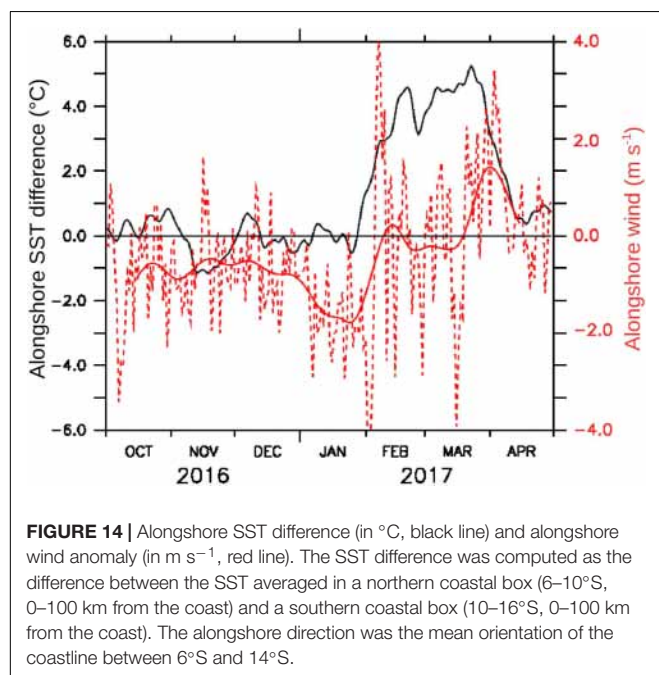 6.0
4.0
2.0
0.0
-2.0
-4.0
-6.0
Alongshore SST difference (°C)
4.0
2.0
0.0
-2.0
-4.0
Alongshore wind (m s⁻¹)
OCT NOV DEC JAN FEB MAR APR
2016 2017
FIGURE 14 | Alongshore SST difference (in °C, black line) and alongshore
wind anomaly (in m s⁻¹, red line). The SST difference was computed as the
difference between the SST averaged in a northern coastal box (6–10°S,
0–100 km from the coast) and a southern coastal box (10–16°S, 0–100 km
from the coast). The alongshore direction was the mean orientation of the
coastline between 6°S and 14°S.